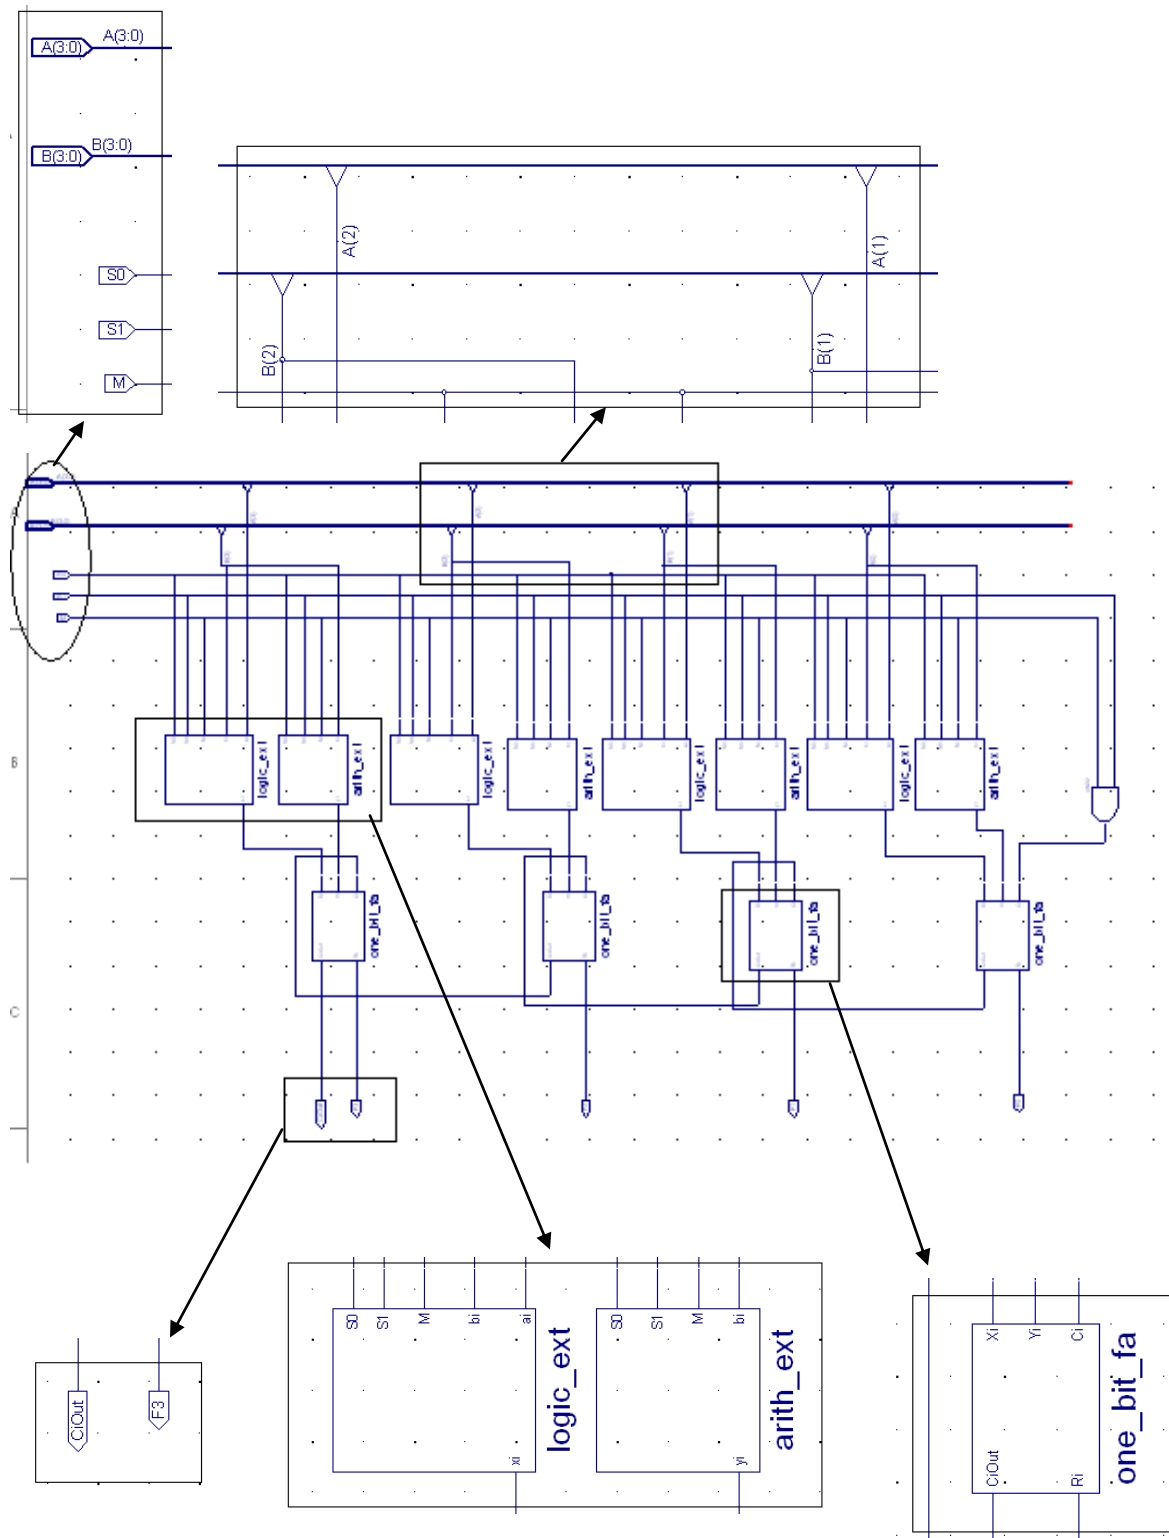 A(3:0)
A(3:0)
B(3:0)
B(3:0)
S0
S1
M
A(2)
A(1)
B(2)
B(1)
B
C
logic_ext
arith_ext
logic_ext
arith_ext
logic_ext
arith_ext
logic_ext
arith_ext
one_bit_fa
one_bit_fa
one_bit_fa
one_bit_fa
CiOut
F3
S0
S1
M
bi
ai
xi
logic_ext
S0
S1
M
bi
yi
arith_ext
Xi
Yi
Ci
CiOut
Ri
one_bit_fa